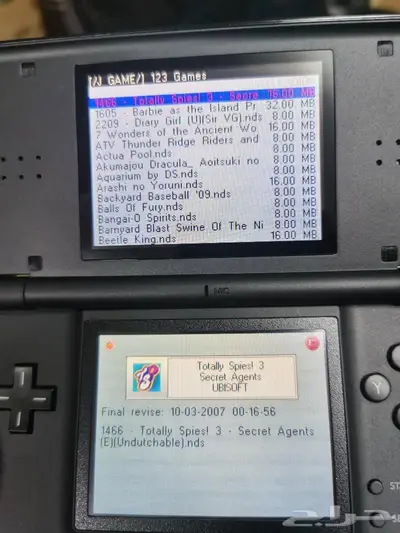 [/J GAME/] 123 Games
1466 - Totally Spies! 3 - Secre 16.00 MB
1605 - Barbie as the Island Pr 32.00 MB
2209 - Diary Girl (U)(Sir VG).nds 8.00 MB
7 Wonders of the Ancient Wo 16.00 MB
ATV Thunder Ridge Riders and 8.00 MB
Actua Pool.nds 8.00 MB
Akumajou Dracula_ Aoitsuki no 8.00 MB
Aquarium by DS.nds 8.00 MB
Arashi no Yoruni.nds 16.00 MB
Backyard Baseball '09.nds 8.00 MB
Balls Of Fury.nds 8.00 MB
Bangai-O Spirits.nds 8.00 MB
Barnyard Blast Swine Of The Ni 8.00 MB
Beetle King.nds 16.00 MB
MIC
Totally Spies! 3
Secret Agents
UBISOFT
Final revise: 10-03-2007 00-16-56
1466 - Totally Spies! 3 - Secret Agents
(E)(Undutchable).nds
Y
ST
SE
حراج